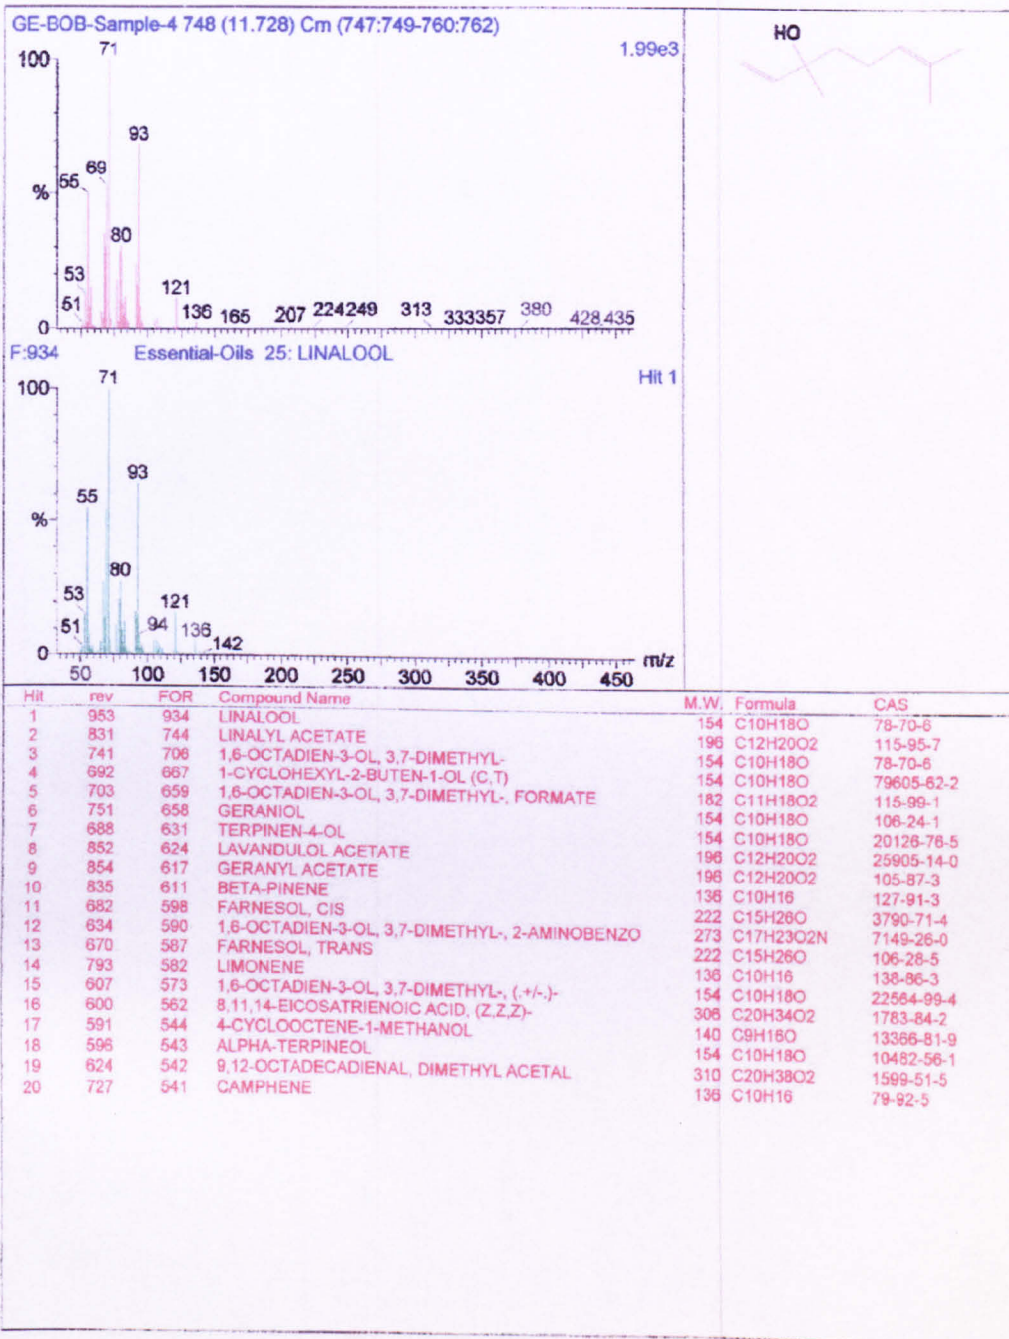 GE-BOB-Sample-4 748 (11.728) Cm (747:749-760:762)
1.99e3
HO
100
71
93
69
55
%
80
53
121
51
136 165 207 224 249 313 333 357 380 428 435
0
F:934 Essential-Oils 25: LINALOOL
Hit 1
100
71
93
55
%
80
53
121
51
94
136
142
0
m/z
50 100 150 200 250 300 350 400 450
Hit rev FOR Compound Name M.W. Formula CAS
1 953 934 LINALOOL 154 C10H18O 78-70-6
2 831 744 LINALYL ACETATE 196 C12H20O2 115-95-7
3 741 706 1,6-OCTADIEN-3-OL, 3,7-DIMETHYL- 154 C10H18O 78-70-6
4 692 667 1-CYCLOHEXYL-2-BUTEN-1-OL (C,T) 154 C10H18O 79605-62-2
5 703 659 1,6-OCTADIEN-3-OL, 3,7-DIMETHYL-, FORMATE 182 C11H18O2 115-99-1
6 751 658 GERANIOL 154 C10H18O 106-24-1
7 688 631 TERPINEN-4-OL 154 C10H18O 20126-76-5
8 852 624 LAVANDULOL ACETATE 196 C12H20O2 25905-14-0
9 854 617 GERANYL ACETATE 196 C12H20O2 105-87-3
10 835 611 BETA-PINENE 136 C10H16 127-91-3
11 682 598 FARNESOL, CIS 222 C15H26O 3790-71-4
12 634 590 1,6-OCTADIEN-3-OL, 3,7-DIMETHYL-, 2-AMINOBENZO 273 C17H23O2N 7149-26-0
13 670 587 FARNESOL, TRANS 222 C15H26O 106-28-5
14 793 582 LIMONENE 136 C10H16 138-86-3
15 607 573 1,6-OCTADIEN-3-OL, 3,7-DIMETHYL-, (.+/-.)- 154 C10H18O 22564-99-4
16 600 562 8,11,14-EICOSATRIENOIC ACID, (Z,Z,Z)- 306 C20H34O2 1783-84-2
17 591 544 4-CYCLOOCTENE-1-METHANOL 140 C9H16O 13366-81-9
18 596 543 ALPHA-TERPINEOL 154 C10H18O 10482-56-1
19 624 542 9,12-OCTADECADIENAL, DIMETHYL ACETAL 310 C20H38O2 1599-51-5
20 727 541 CAMPHENE 136 C10H16 79-92-5